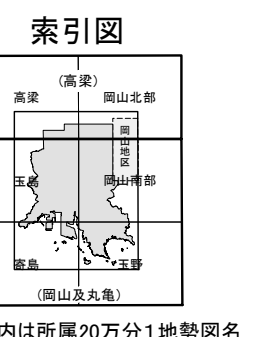 索引図
(高梁)
高梁 岡山北部
岡山地区
玉島 岡山南部
寄島 玉野
(岡山及丸亀)
内は所属20万分1地勢図名